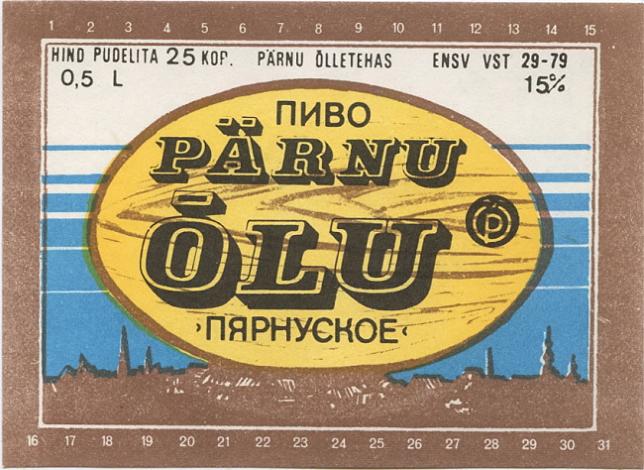 1 2 3 4 5 6 7 8 9 10 11 12 13 14 15
HIND PUDELITA 25 KOP. PÄRNU ÕLLETEHAS ENSV VST 29-79
0,5 L 15%
ПИВО
PÄRNU
ÕLU
›ПЯРНУСКОЕ‹
16 17 18 19 20 21 22 23 24 25 26 27 28 29 30 31